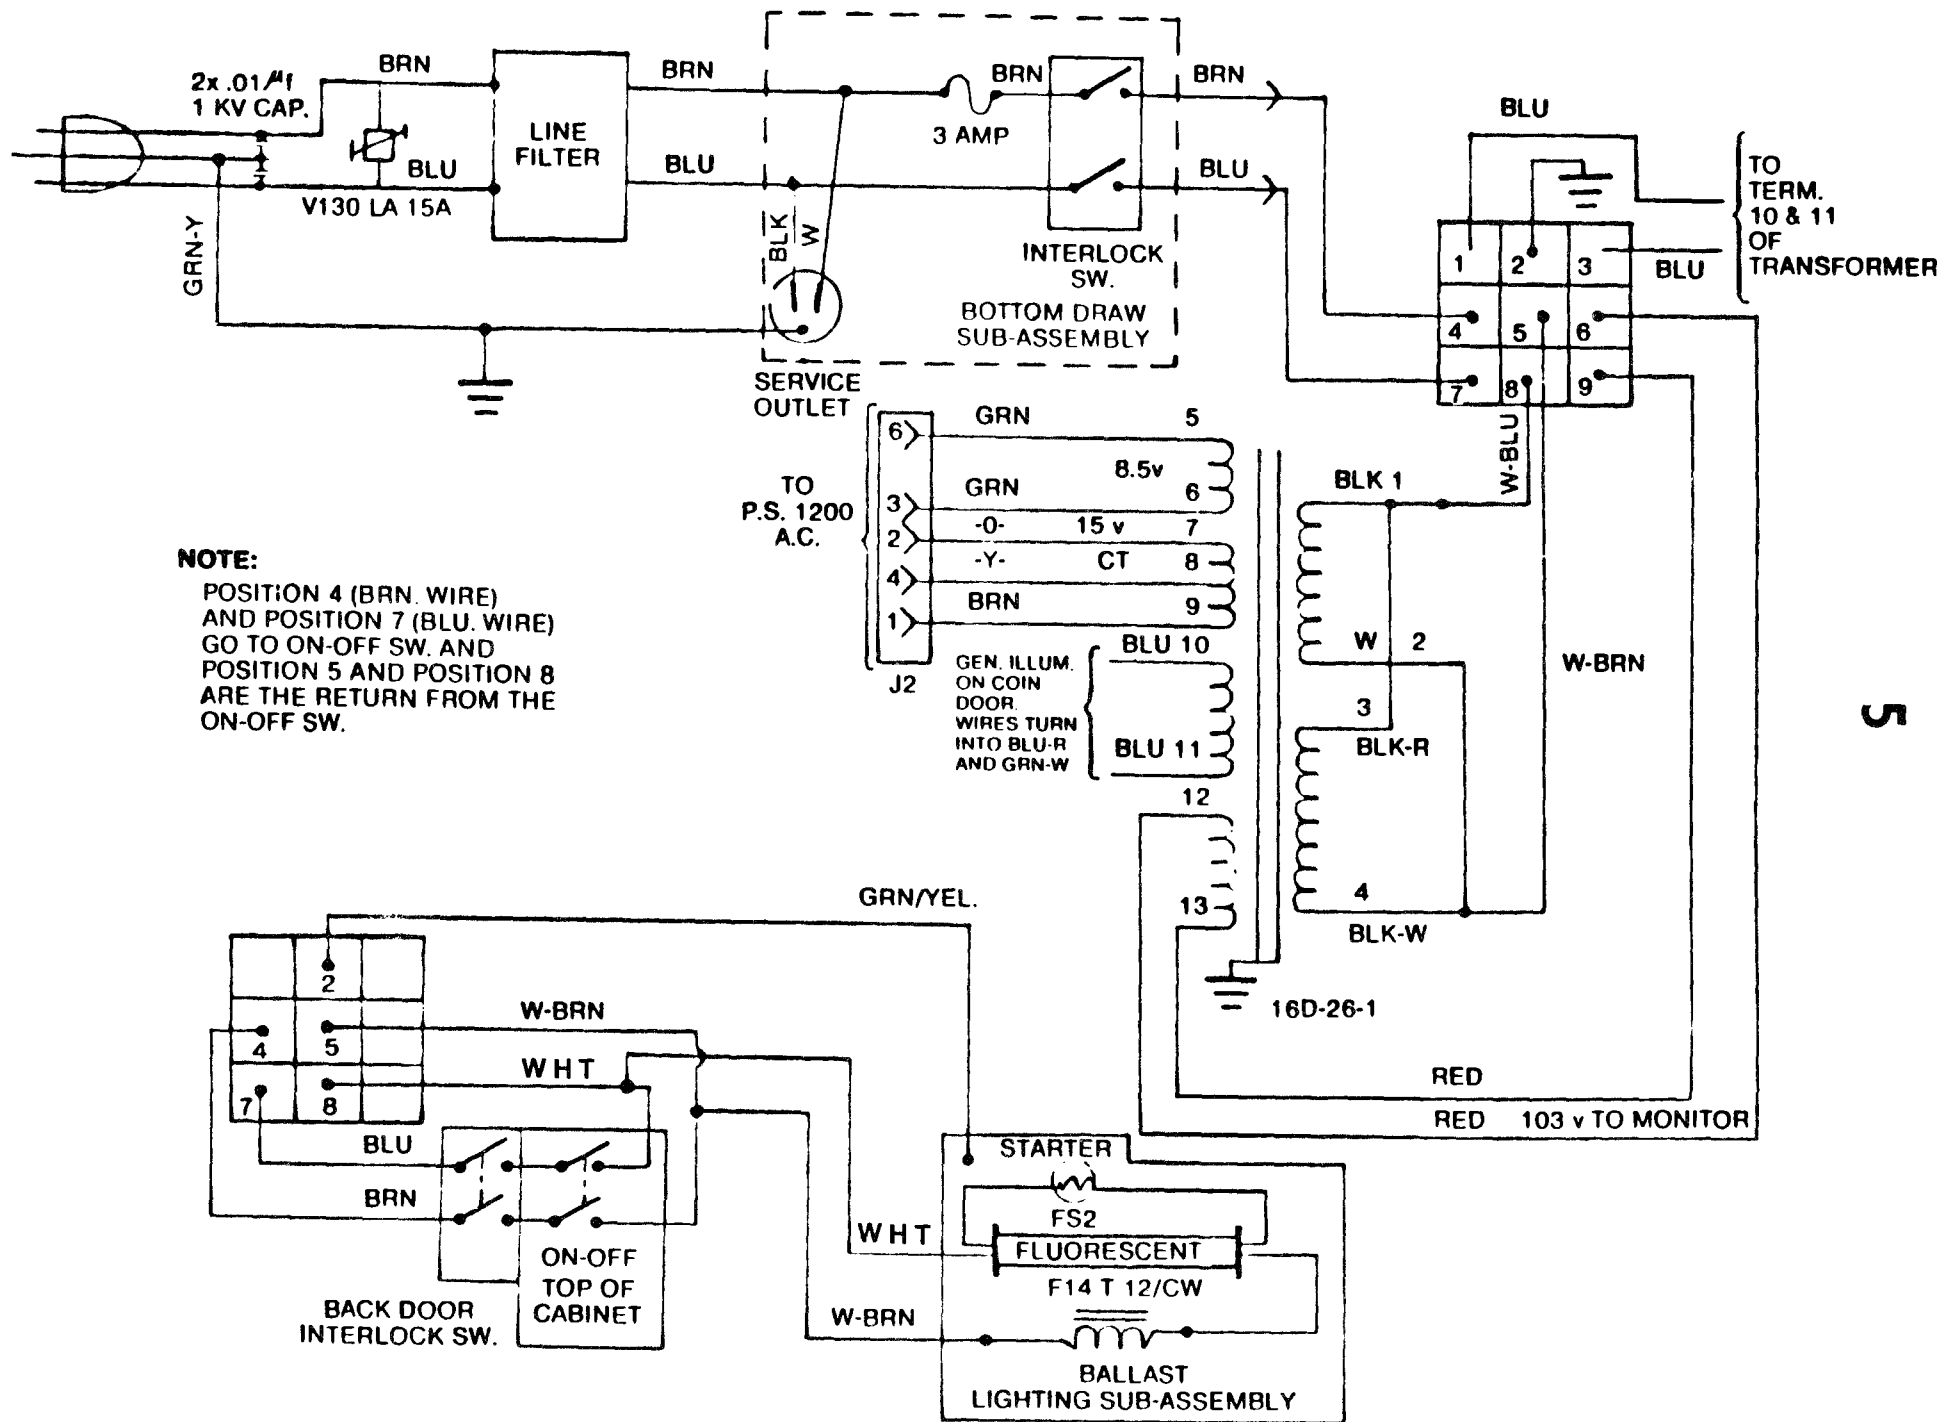 2x .01/µf
1 KV CAP.
BRN
BLU
V130 LA 15A
GRN-Y
LINE
FILTER
BRN
BLU
BLK
W
3 AMP
BRN
INTERLOCK
SW.
BOTTOM DRAW
SUB-ASSEMBLY
SERVICE
OUTLET
BRN
BLU
BLU
BLU
TO
TERM.
10 & 11
OF
TRANSFORMER
1
2
3
4
5
6
7
8
9
W-BLU
W-BRN
NOTE:
POSITION 4 (BRN. WIRE)
AND POSITION 7 (BLU. WIRE)
GO TO ON-OFF SW. AND
POSITION 5 AND POSITION 8
ARE THE RETURN FROM THE
ON-OFF SW.
TO
P.S. 1200
A.C.
6
3
2
4
1
J2
GRN
5
8.5v
GRN
6
-0-
15 v
7
-Y-
CT
8
BRN
9
BLU 10
GEN. ILLUM.
ON COIN
DOOR.
WIRES TURN
INTO BLU-R
AND GRN-W
BLU 11
12
13
BLK 1
W 2
3
BLK-R
4
BLK-W
16D-26-1
5
RED
RED 103 v TO MONITOR
GRN/YEL.
2
4
5
7
8
W-BRN
WHT
BLU
BRN
ON-OFF
TOP OF
CABINET
BACK DOOR
INTERLOCK SW.
WHT
W-BRN
STARTER
FS2
FLUORESCENT
F14 T 12/CW
BALLAST
LIGHTING SUB-ASSEMBLY